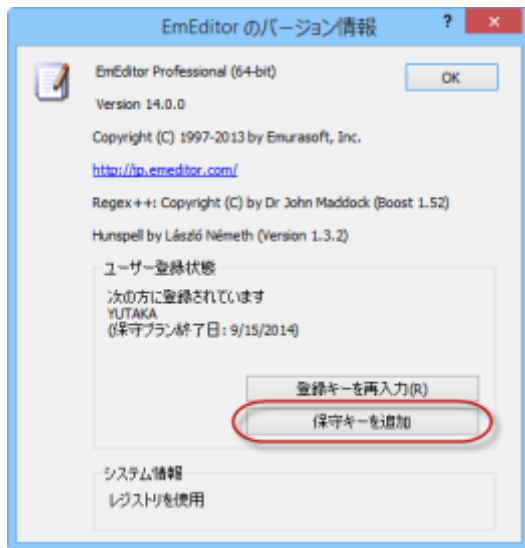 EmEditor のバージョン情報
?
×
EmEditor Professional (64-bit)
OK
Version 14.0.0
Copyright (C) 1997-2013 by Emurasoft, Inc.
http://jp.emeditor.com/
Regex++: Copyright (C) by Dr John Maddock (Boost 1.52)
Hunspell by László Németh (Version 1.3.2)
ユーザー登録状態
次の方に登録されています
YUTAKA
(保守プラン終了日: 9/15/2014)
登録キーを再入力(R)
保守キーを追加
システム情報
レジストリを使用